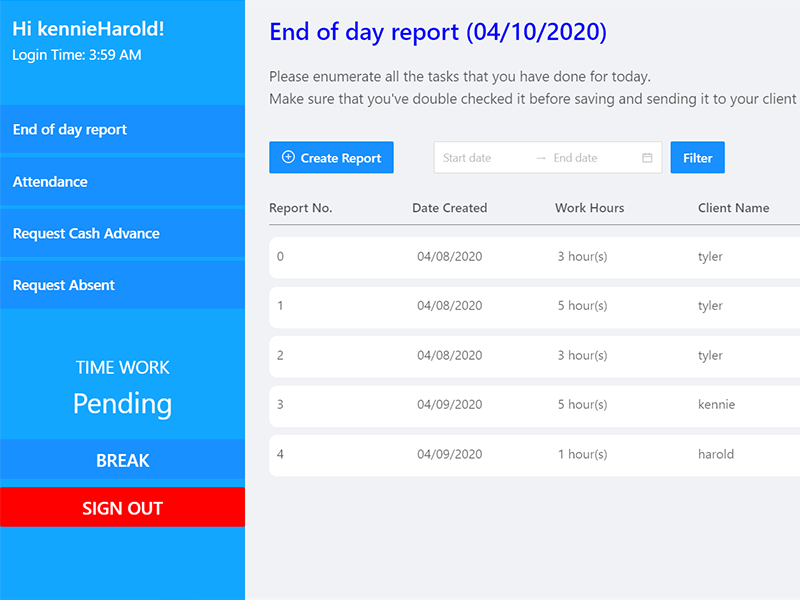 Hi kennieHarold!
Login Time: 3:59 AM
End of day report
Attendance
Request Cash Advance
Request Absent
TIME WORK
Pending
BREAK
SIGN OUT
End of day report (04/10/2020)
Please enumerate all the tasks that you have done for today.
Make sure that you've double checked it before saving and sending it to your client
Create Report
Start date → End date
Filter
Report No. Date Created Work Hours Client Name
0 04/08/2020 3 hour(s) tyler
1 04/08/2020 5 hour(s) tyler
2 04/08/2020 3 hour(s) tyler
3 04/09/2020 5 hour(s) kennie
4 04/09/2020 1 hour(s) harold